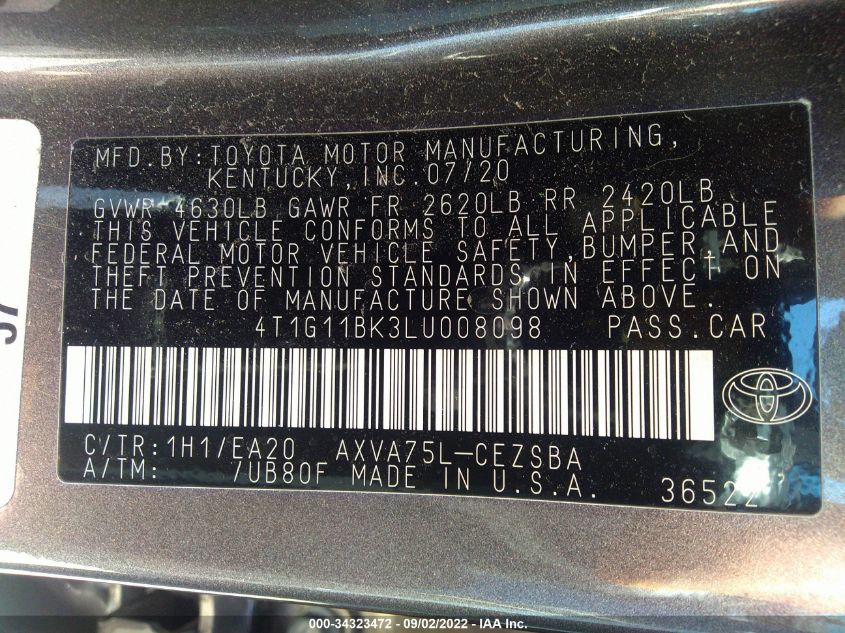 MFD.BY:TOYOTA MOTOR MANUFACTURING,
KENTUCKY,INC.07/20
GVWR 4630LB GAWR FR 2620LB RR 2420LB
THIS VEHICLE CONFORMS TO ALL APPLICABLE
FEDERAL MOTOR VEHICLE SAFETY,BUMPER,AND
THEFT PREVENTION STANDARDS IN EFFECT ON
THE DATE OF MANUFACTURE SHOWN ABOVE.
4T1G11BK3LU008098 PASS.CAR
C/TR:1H1/EA20 AXVA75L-CEZSBA
A/TM: 7UB80F MADE IN U.S.A.
36522
000-34323472 - 09/02/2022 - IAA Inc.